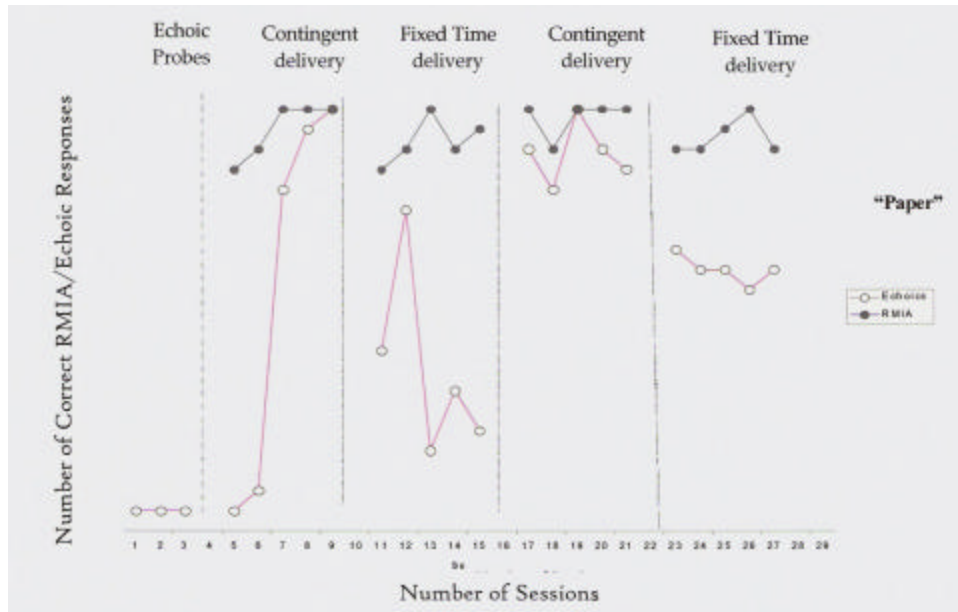 Echoic
Probes
Contingent
delivery
Fixed Time
delivery
Contingent
delivery
Fixed Time
delivery
Number of Correct RMIA/Echoic Responses
“Paper”
Echoics
RMIA
1 2 3 4 5 6 7 8 9 10 11 12 13 14 15 16 17 18 19 20 21 22 23 24 25 26 27 28 29
Se
Number of Sessions